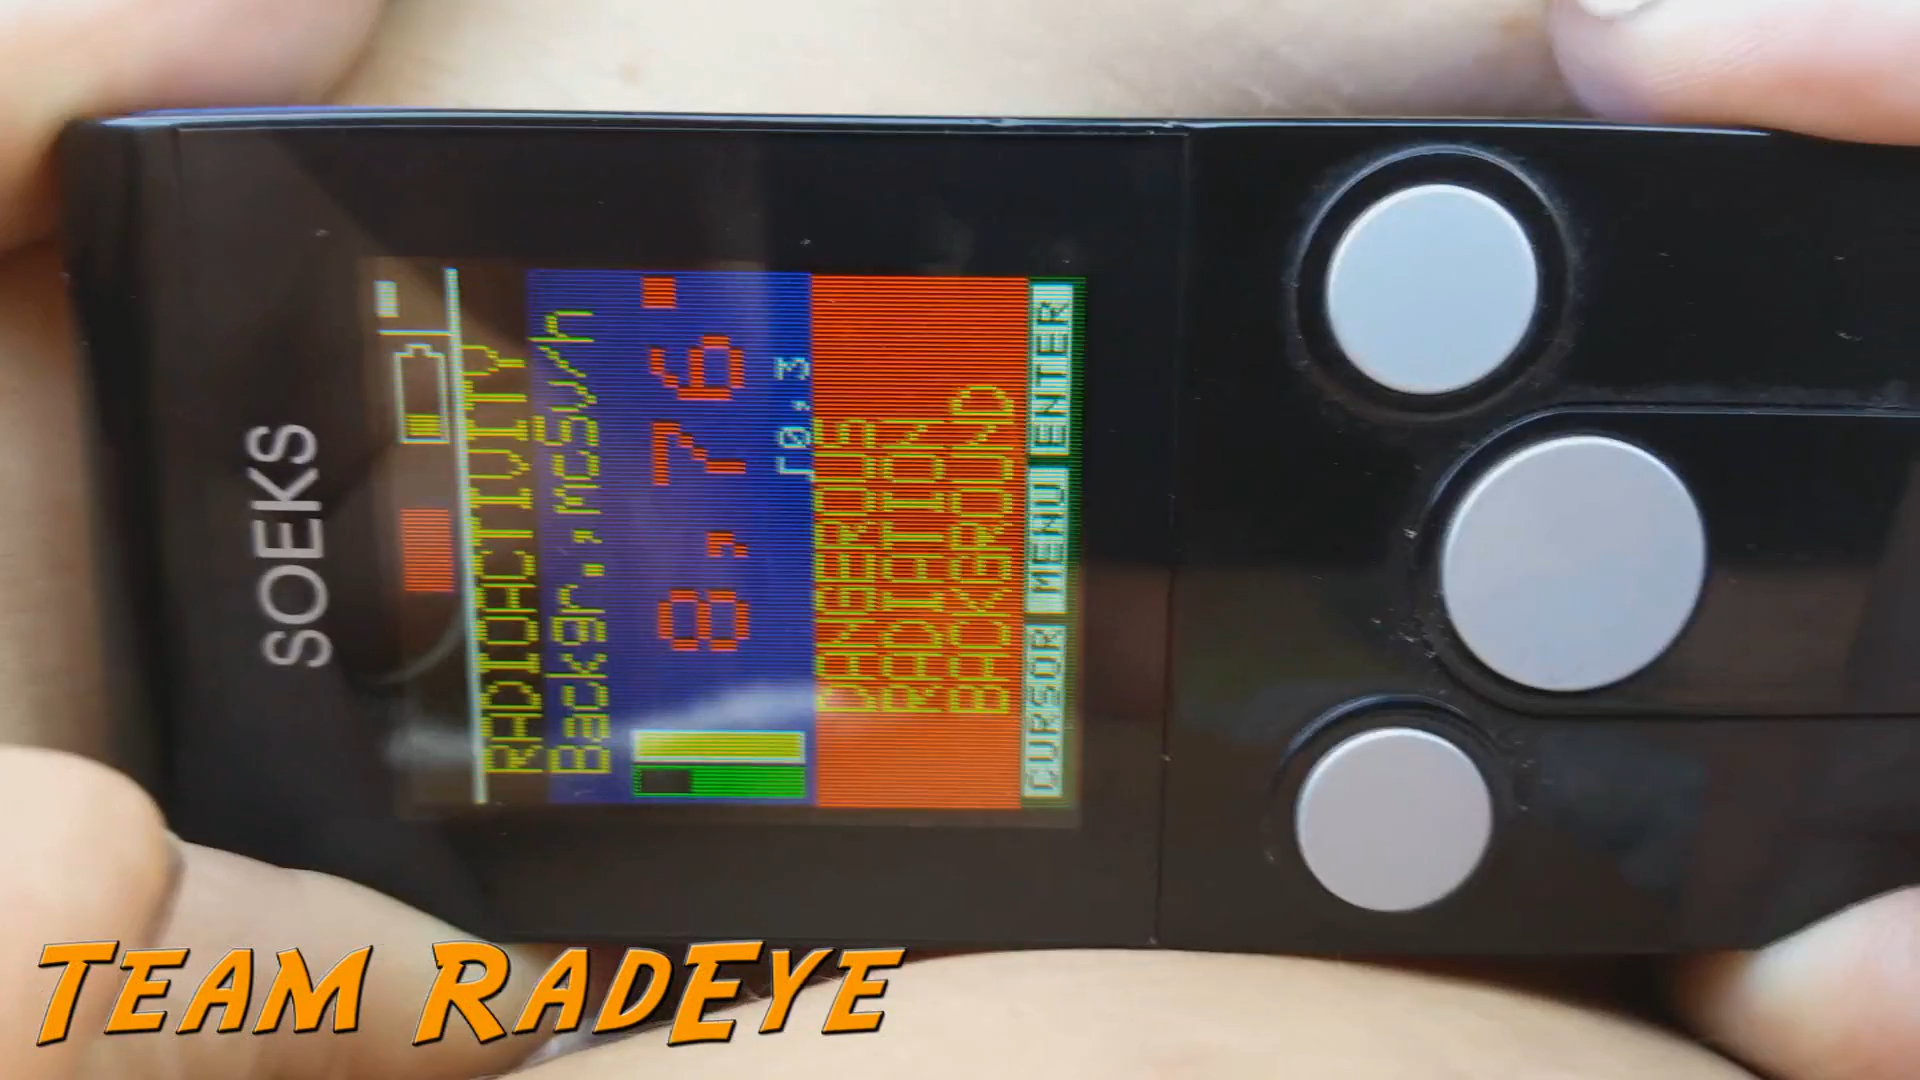 SOEKS
RADIOACTIVITY
Backgr.,mcSv/h
8,76
0,3
DANGEROUS
RADIATION
BACKGROUND
CURSOR MENU ENTER
TEAM RADEYE